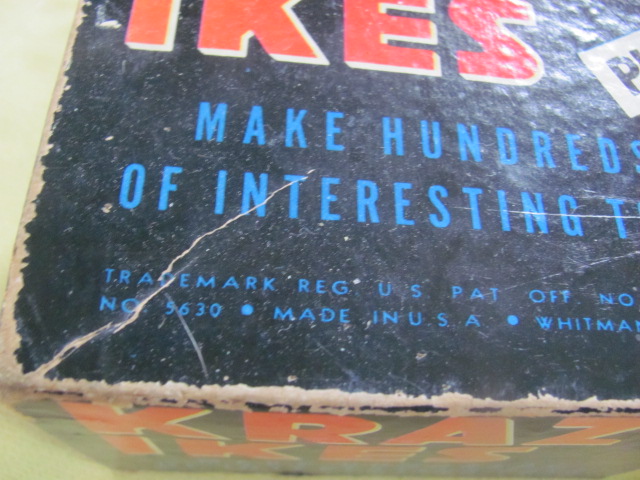 IKES
MAKE HUNDREDS
OF INTERESTING T
TRADEMARK REG U S PAT OFF NO
NO. 5630 • MADE IN U.S.A • WHITMAN
KRAZ
IKES